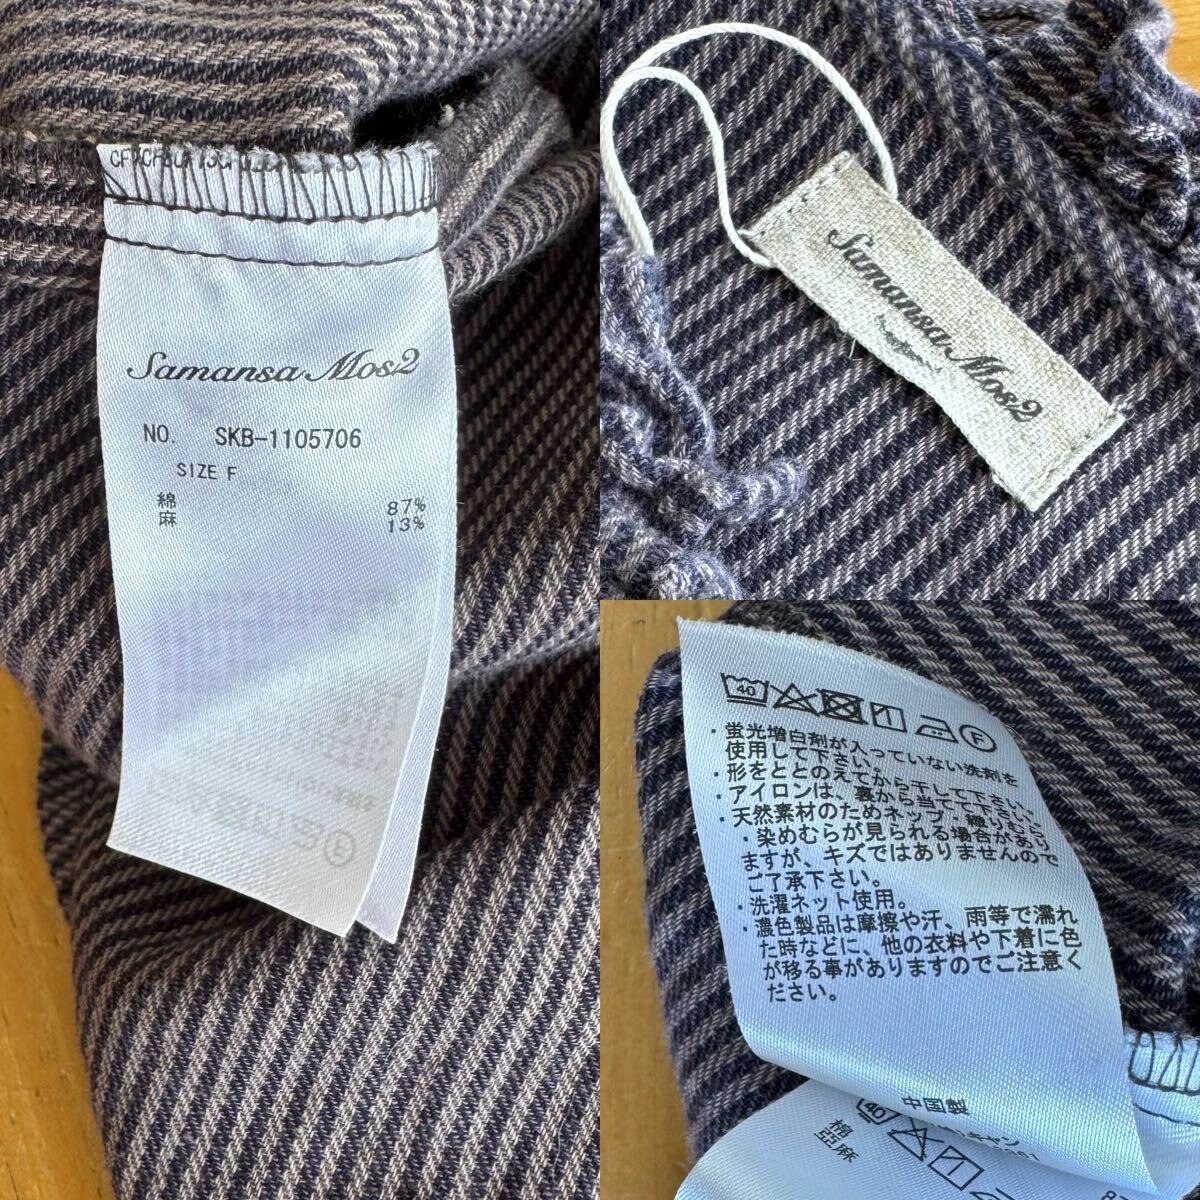 Samansa Mos2
NO. SKB-1105706
SIZE F
綿 87%
麻 13%
Samansa Mos2
40
F
・蛍光増白剤が入っていない洗剤を
使用して下さい。
・形をととのえてから干して下さい。
・アイロンは、裏から当てて下さい。
・天然素材のためネップ・織りむら
・染めむらが見られる場合があり
ますが、キズではありませんので
ご了承下さい。
・洗濯ネット使用。
・濃色製品は摩擦や汗、雨等で濡れ
た時などに、他の衣料や下着に色
が移る事がありますのでご注意く
ださい。
中国製
40
棉
亞麻